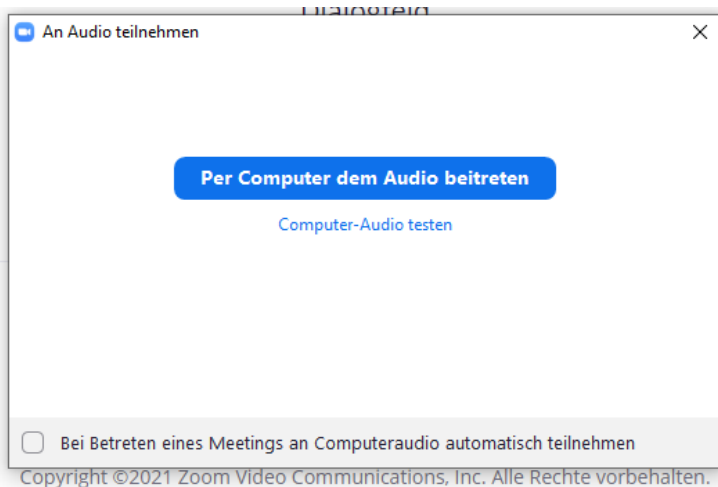 Dialogfeld
An Audio teilnehmen
Per Computer dem Audio beitreten
Computer-Audio testen
Bei Betreten eines Meetings an Computeraudio automatisch teilnehmen
Copyright ©2021 Zoom Video Communications, Inc. Alle Rechte vorbehalten.